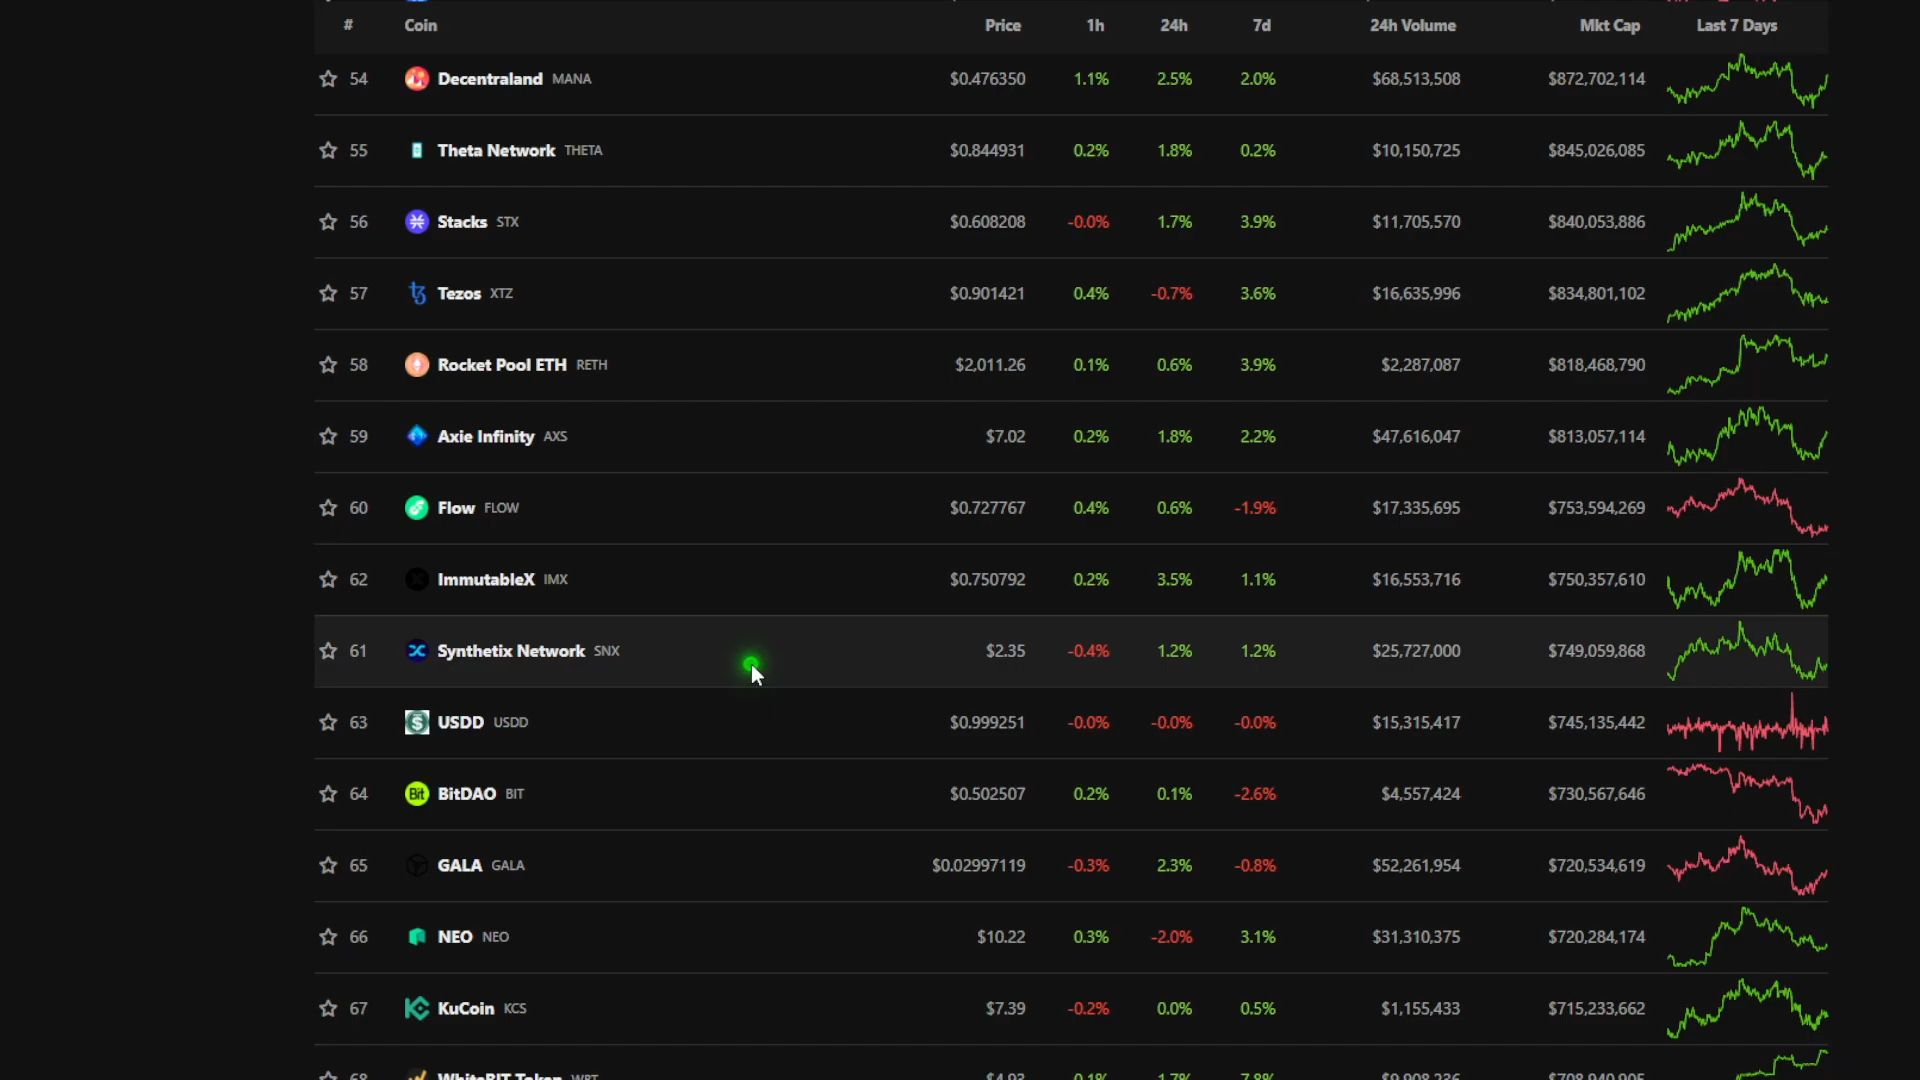 # Coin Price 1h 24h 7d 24h Volume Mkt Cap Last 7 Days
54 Decentraland MANA $0.476350 1.1% 2.5% 2.0% $68,513,508 $872,702,114
55 Theta Network THETA $0.844931 0.2% 1.8% 0.2% $10,150,725 $845,026,085
56 Stacks STX $0.608208 -0.0% 1.7% 3.9% $11,705,570 $840,053,886
57 Tezos XTZ $0.901421 0.4% -0.7% 3.6% $16,635,996 $834,801,102
58 Rocket Pool ETH RETH $2,011.26 0.1% 0.6% 3.9% $2,287,087 $818,468,790
59 Axie Infinity AXS $7.02 0.2% 1.8% 2.2% $47,616,047 $813,057,114
60 Flow FLOW $0.727767 0.4% 0.6% -1.9% $17,335,695 $753,594,269
62 ImmutableX IMX $0.750792 0.2% 3.5% 1.1% $16,553,716 $750,357,610
61 Synthetix Network SNX $2.35 -0.4% 1.2% 1.2% $25,727,000 $749,059,868
63 USDD USDD $0.999251 -0.0% -0.0% -0.0% $15,315,417 $745,135,442
64 Bit BitDAO BIT $0.502507 0.2% 0.1% -2.6% $4,557,424 $730,567,646
65 GALA GALA $0.02997119 -0.3% 2.3% -0.8% $52,261,954 $720,534,619
66 NEO NEO $10.22 0.3% -2.0% 3.1% $31,310,375 $720,284,174
67 KuCoin KCS $7.39 -0.2% 0.0% 0.5% $1,155,433 $715,233,662
68 WhiteBIT Token WBT $4.93 0.1% 1.7% 7.8%